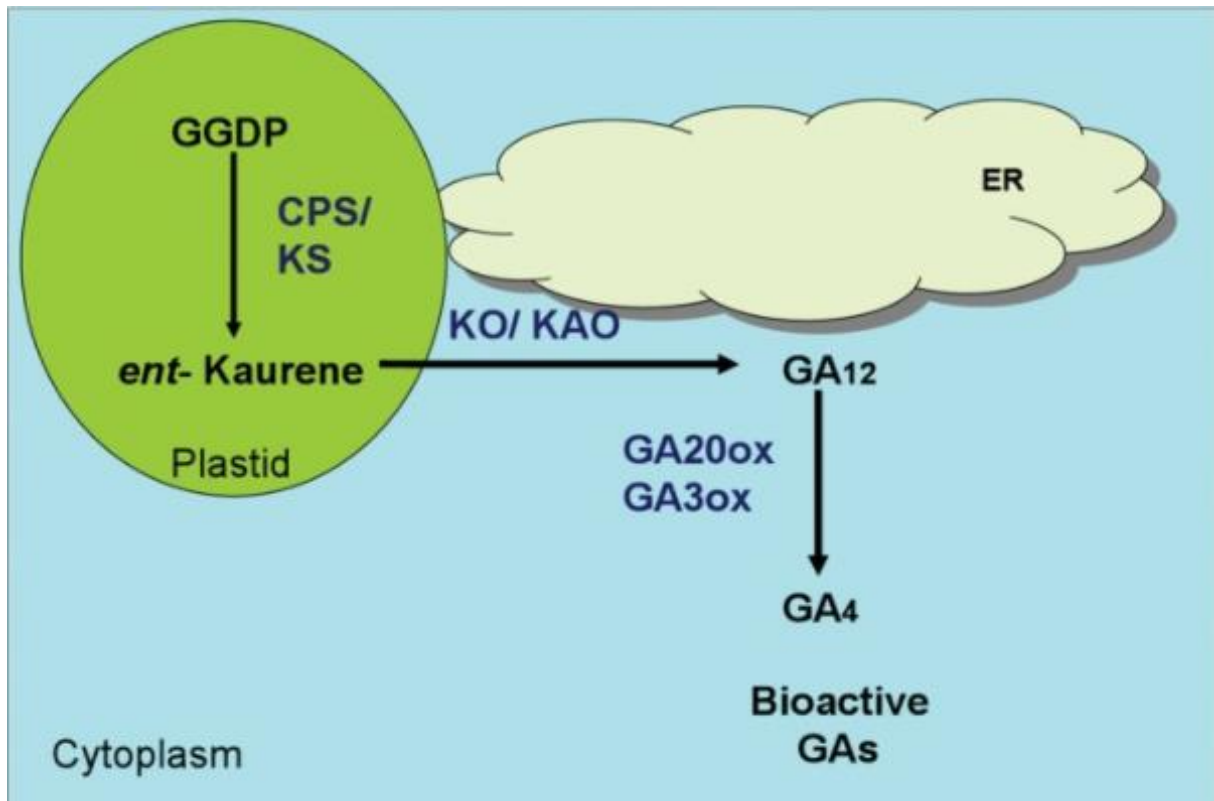 GGDP
CPS/
KS
ER
KO/ KAO
ent- Kaurene
GA12
Plastid
GA20ox
GA3ox
GA4
Bioactive
GAs
Cytoplasm